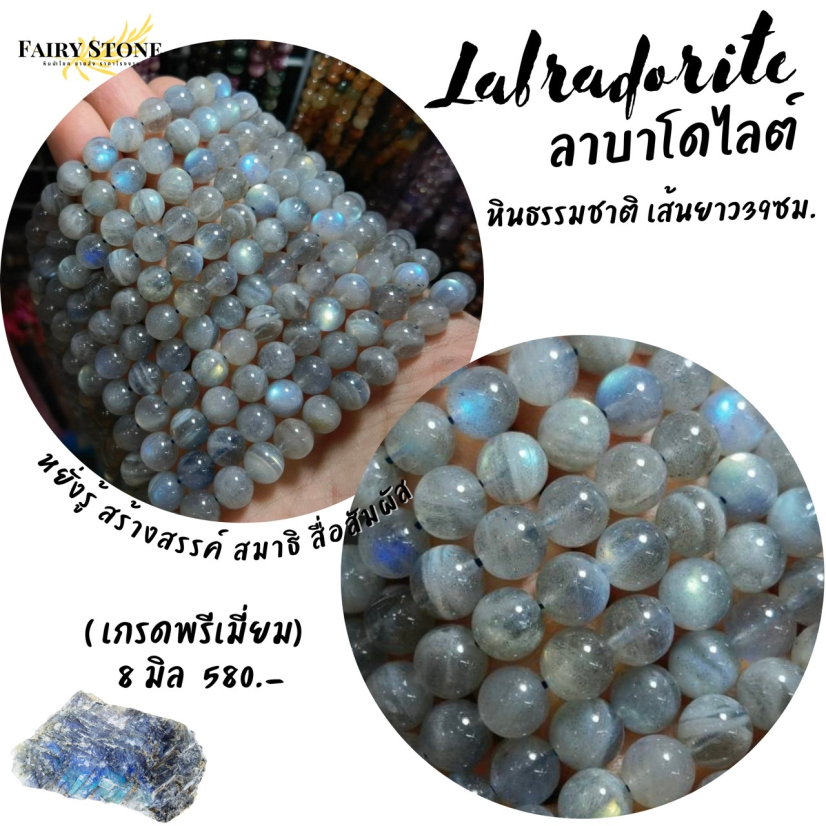 FAIRY STONE
Labradorite
ลาบาโดไลต์
หินธรรมชาติ เส้นยาว39ซม.
หยั่งรู้ สร้างสรรค์ สมาธิ สื่อสัมผัส
(เกรดพรีเมี่ยม)
8 มิล 580.-